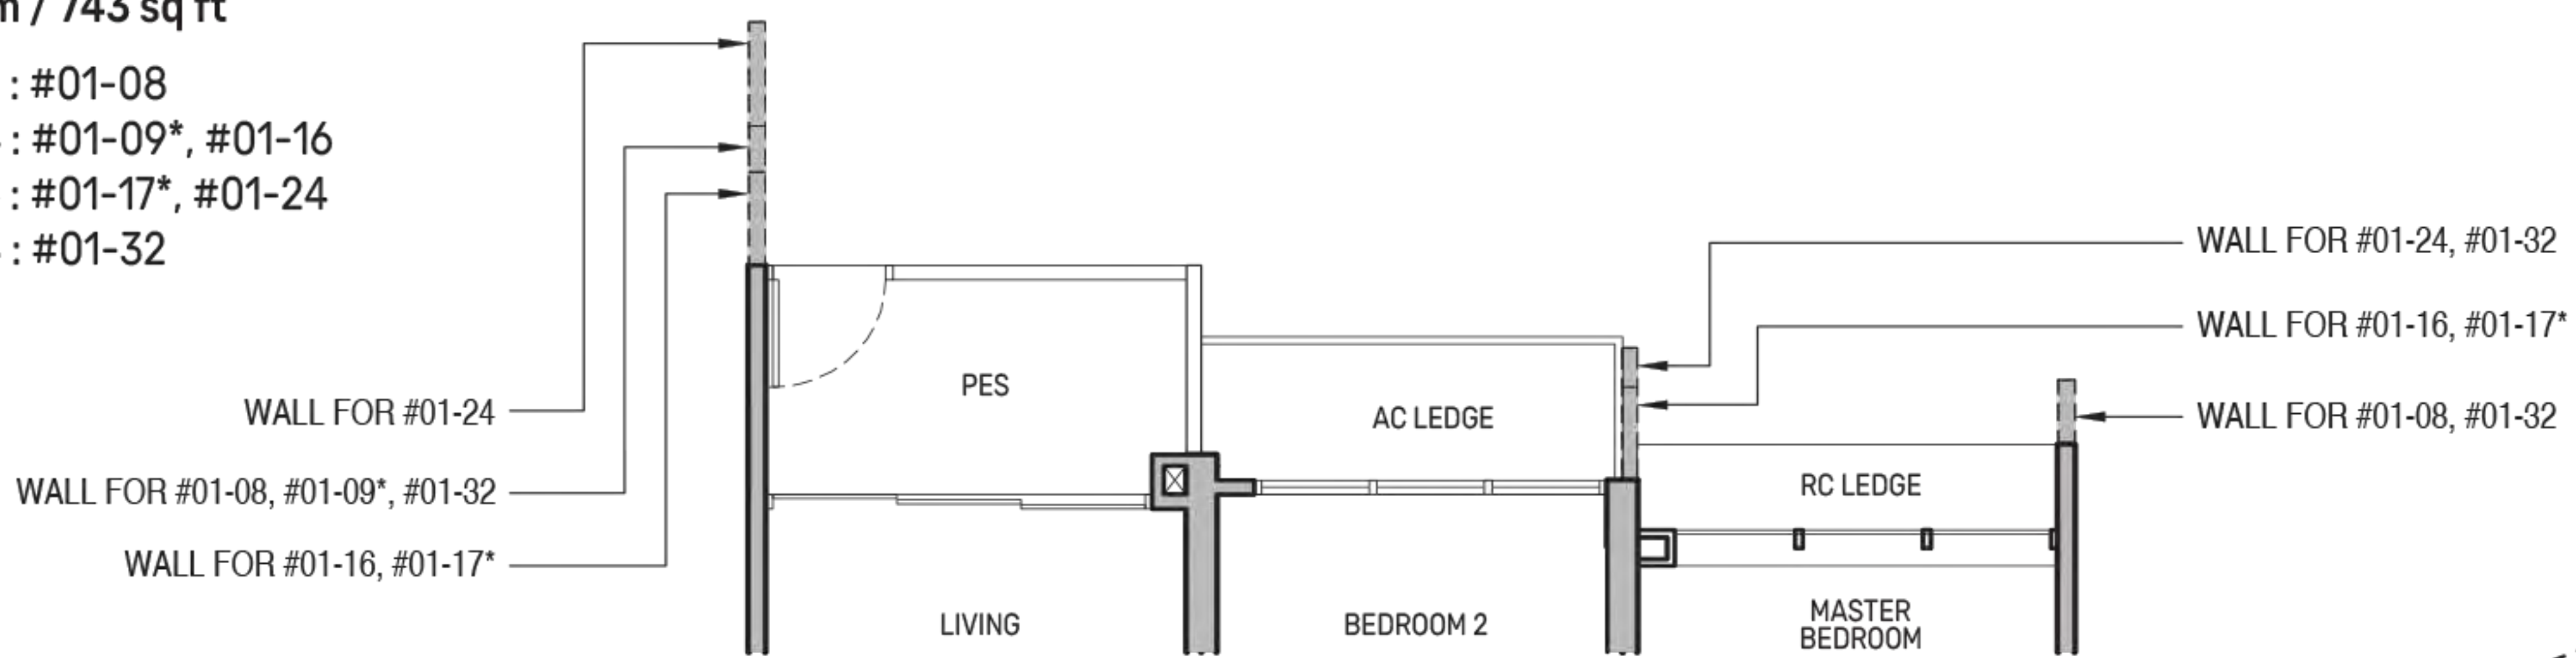 m / 743 sq ft
: #01-08
: #01-09*, #01-16
: #01-17*, #01-24
: #01-32
WALL FOR #01-24
WALL FOR #01-08, #01-09*, #01-32
WALL FOR #01-16, #01-17*
PES
AC LEDGE
RC LEDGE
LIVING
BEDROOM 2
MASTER
BEDROOM
WALL FOR #01-24, #01-32
WALL FOR #01-16, #01-17*
WALL FOR #01-08, #01-32